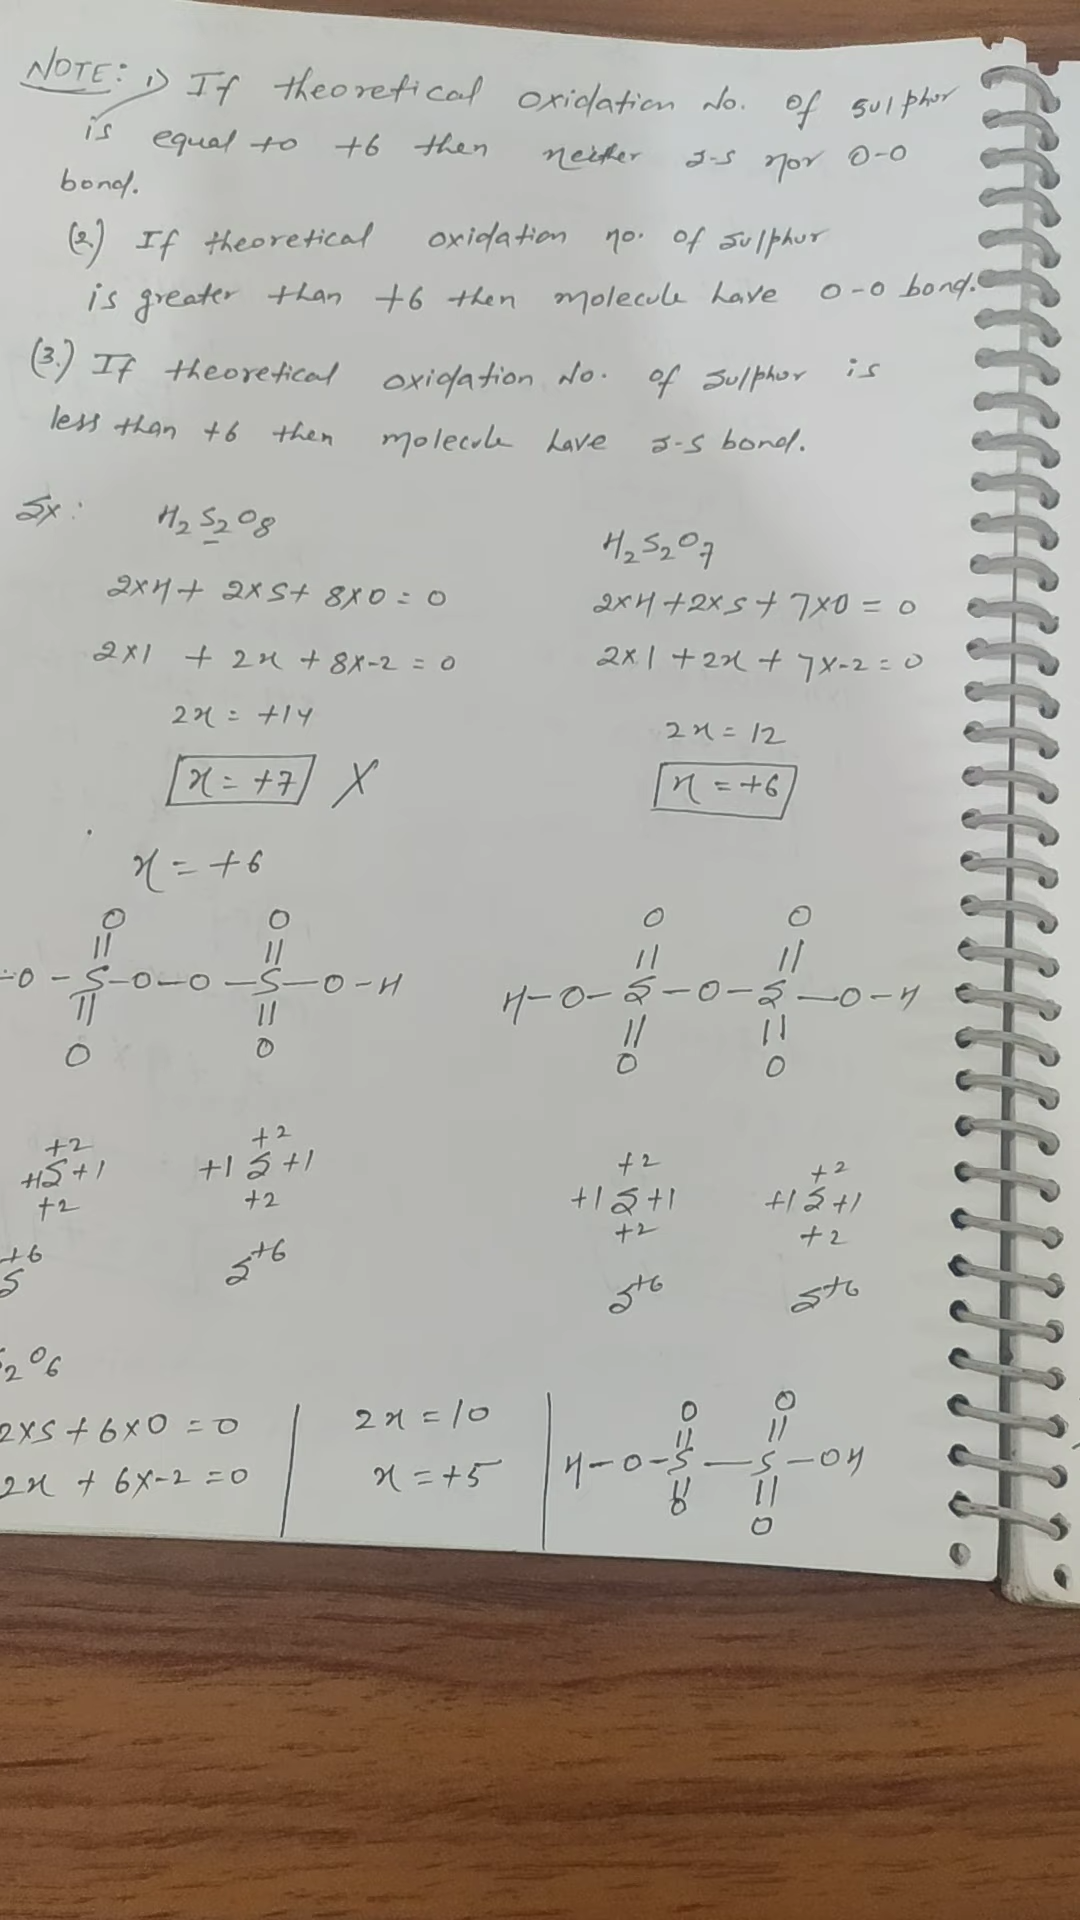 NOTE: 1) If theoretical oxidation No. of sulphur
is equal to +6 then neither S-S nor O-O
bond.
(2.) If theoretical oxidation no. of sulphur
is greater than +6 then molecule have O-O bond.
(3.) If theoretical oxidation No. of sulphur is
less than +6 then molecule have S-S bond.
Ex:
H2S2O8
2×H + 2×S + 8×O = 0
2×1 + 2x + 8×-2 = 0
2x = +14
x = +7 X
x = +6
O O
|| ||
-O-S-O-O-S-O-H
|| ||
O O
+2 +2
+1 S +1 +1 S +1
+2 +2
S+6 S+6
H2S2O7
2×H + 2×S + 7×O = 0
2×1 + 2x + 7×-2 = 0
2x = 12
x = +6
O O
|| ||
H-O-S-O-S-O-H
|| ||
O O
+2 +2
+1 S +1 +1 S +1
+2 +2
S+6 S+6
S2O6
2×S + 6×O = 0
2x + 6×-2 = 0
2x = 10
x = +5
O O
|| ||
H-O-S-S-OH
|| ||
O O